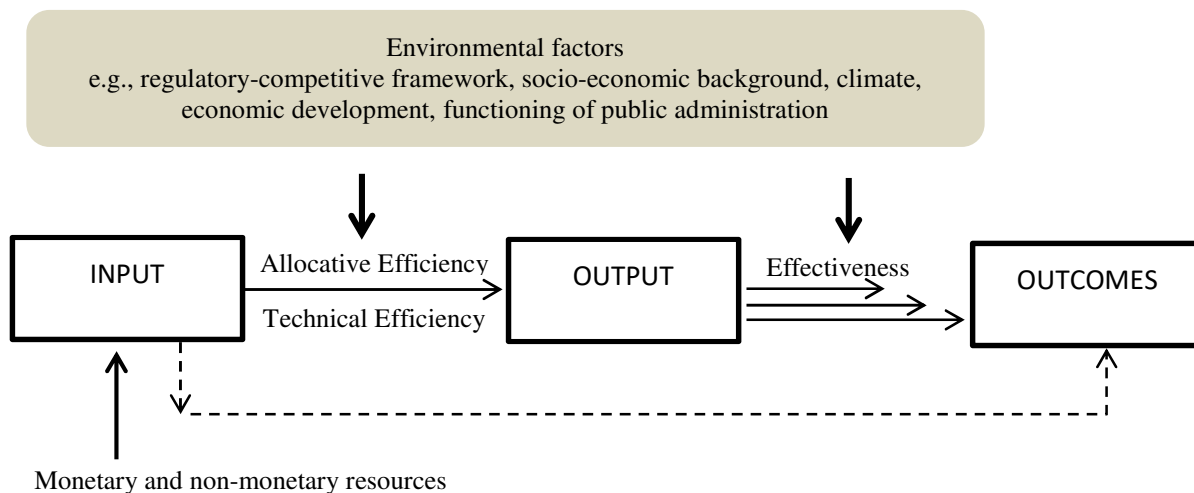 Environmental factors
e.g., regulatory-competitive framework, socio-economic background, climate,
economic development, functioning of public administration
INPUT
Allocative Efficiency
Technical Efficiency
OUTPUT
Effectiveness
OUTCOMES
Monetary and non-monetary resources